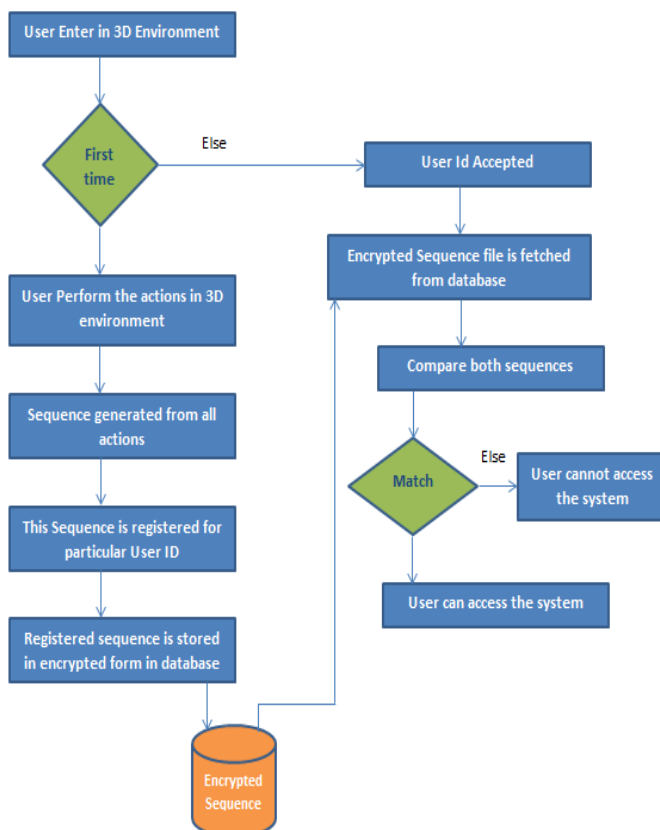 User Enter in 3D Environment
First
time
Else
User Id Accepted
User Perform the actions in 3D
environment
Encrypted Sequence file is fetched
from database
Sequence generated from all
actions
Compare both sequences
This Sequence is registered for
particular User ID
Match
Else
User cannot access
the system
Registered sequence is stored
in encrypted form in database
User can access the system
Encrypted
Sequence